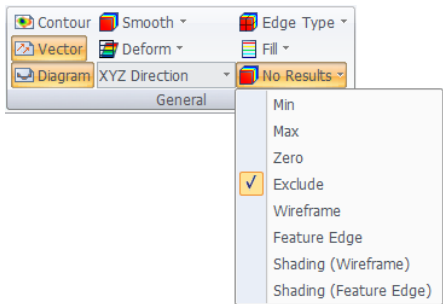 Contour Smooth Edge Type
Vector Deform Fill
Diagram XYZ Direction No Results
General
Min
Max
Zero
Exclude
Wireframe
Feature Edge
Shading (Wireframe)
Shading (Feature Edge)